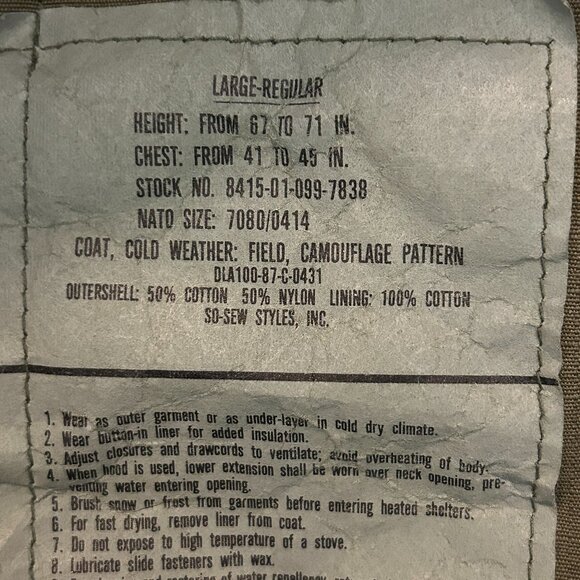 LARGE-REGULAR
HEIGHT: FROM 67 TO 71 IN.
CHEST: FROM 41 TO 45 IN.
STOCK NO. 8415-01-099-7838
NATO SIZE: 7080/0414
COAT, COLD WEATHER: FIELD, CAMOUFLAGE PATTERN
DLA100-87-C-0431
OUTERSHELL: 50% COTTON 50% NYLON LINING: 100% COTTON
SO-SEW STYLES, INC.
1. Wear as outer garment or as under-layer in cold dry climate.
2. Wear button-in liner for added insulation.
3. Adjust closures and drawcords to ventilate; avoid overheating of body.
4. When hood is used, lower extension shall be worn over neck opening, pre-
venting water entering opening.
5. Brush snow or frost from garments before entering heated shelters.
6. For fast drying, remove liner from coat.
7. Do not expose to high temperature of a stove.
8. Lubricate slide fasteners with wax.
of water repellency